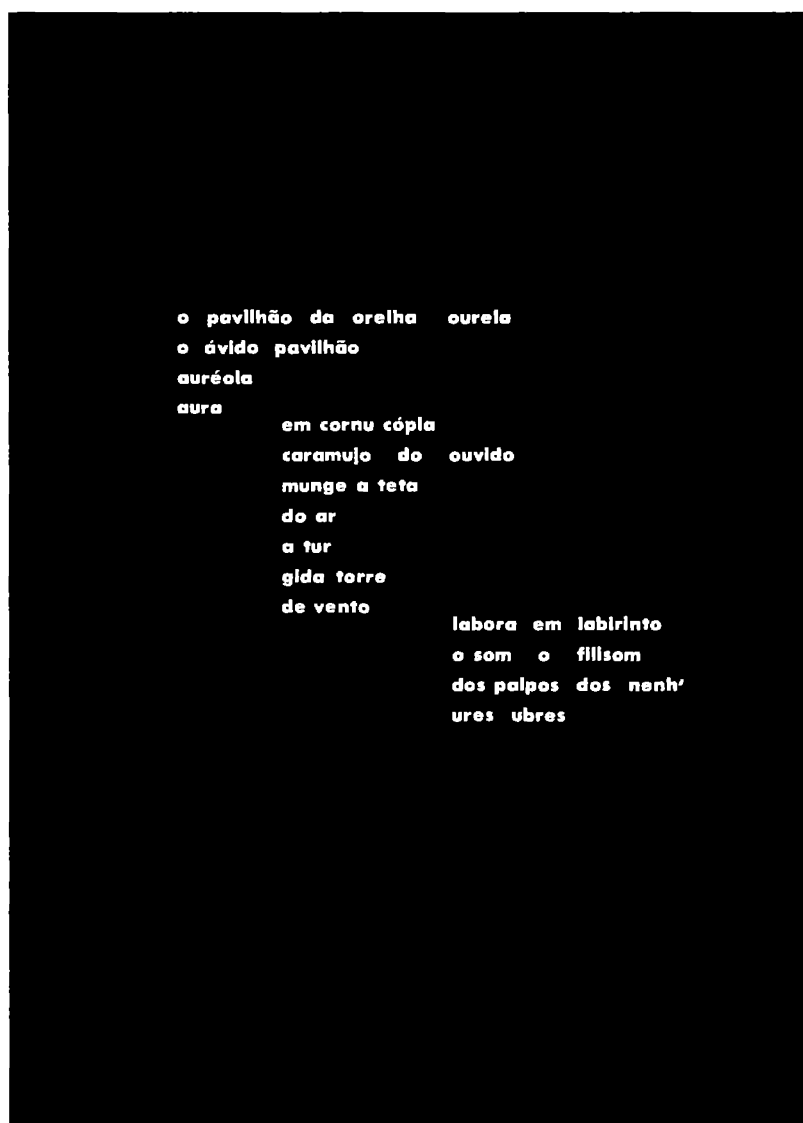 o pavilhão da orelha ourela
o ávido pavilhão
auréola
aura
em cornu cópia
caramujo do ouvido
munge a teta
do ar
a tur
gida torre
de vento
labora em labirinto
o som o filisom
dos palpos dos nenh'
ures ubres